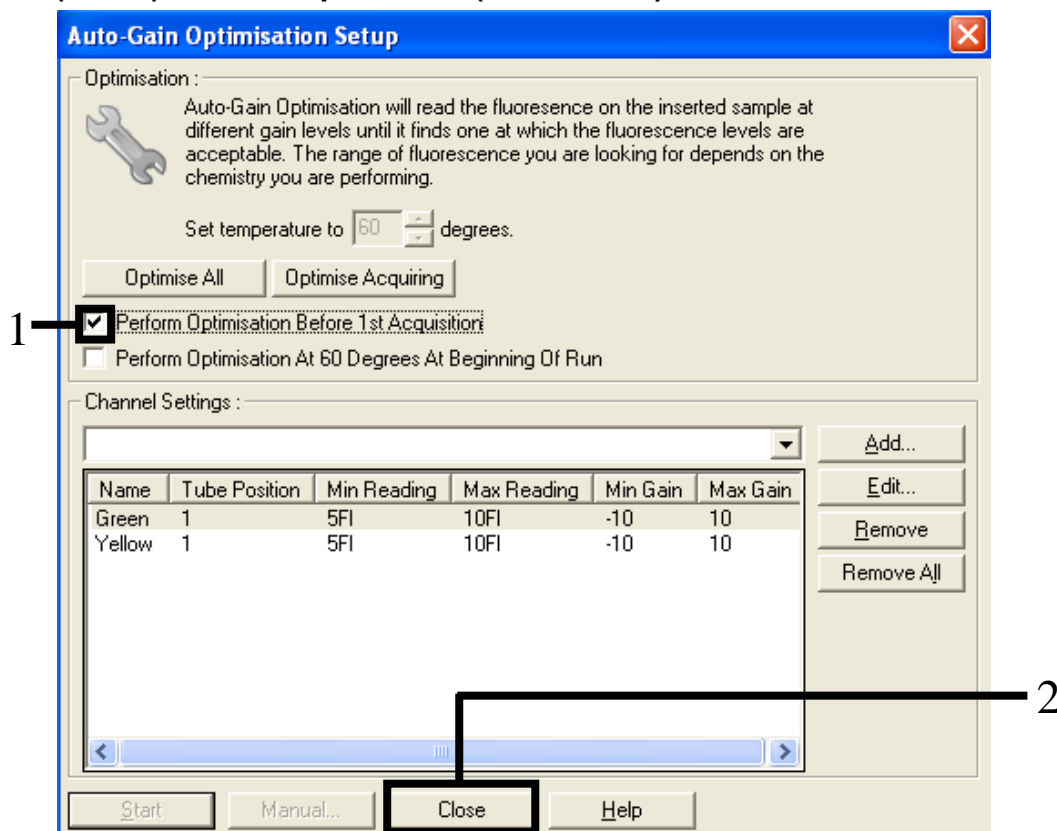 Auto-Gain Optimisation Setup
Optimisation :
Auto-Gain Optimisation will read the fluoresence on the inserted sample at
different gain levels until it finds one at which the fluorescence levels are
acceptable. The range of fluorescence you are looking for depends on the
chemistry you are performing.
Set temperature to 60 degrees.
Optimise All Optimise Acquiring
1 Perform Optimisation Before 1st Acquisition
Perform Optimisation At 60 Degrees At Beginning Of Run
Channel Settings :
Add...
Name Tube Position Min Reading Max Reading Min Gain Max Gain Edit...
Green 1 5Fl 10Fl -10 10
Remove
Yellow 1 5Fl 10Fl -10 10
Remove All
2
Start Manual... Close Help